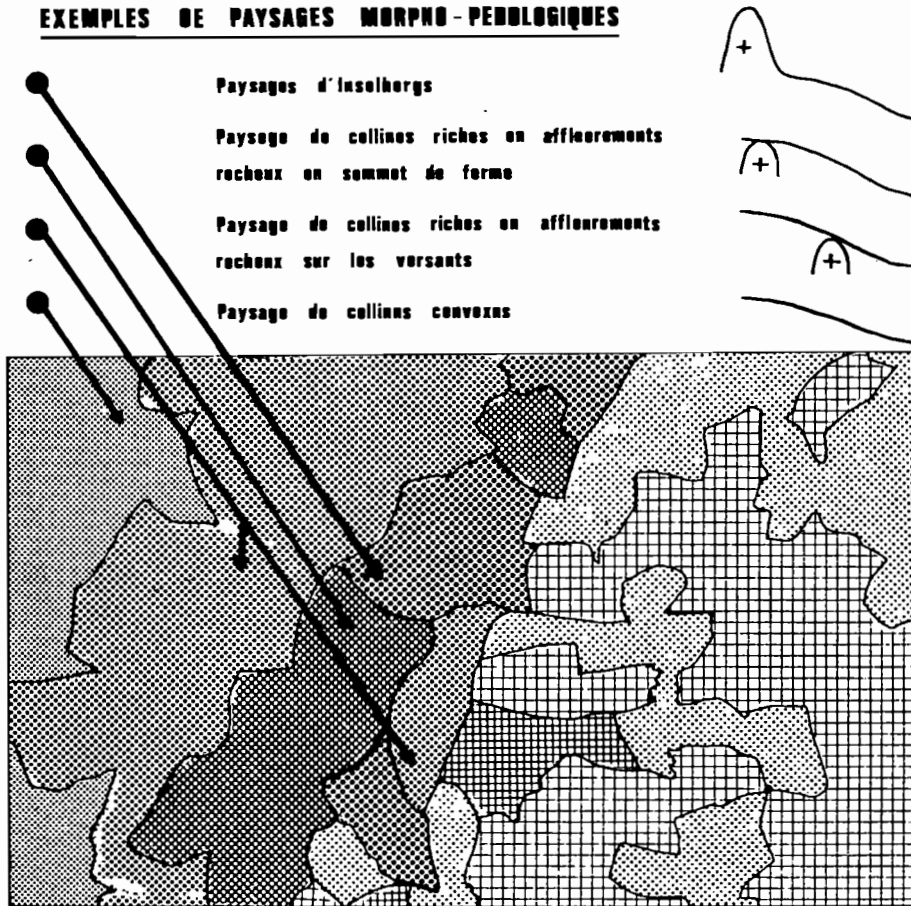 EXEMPLES DE PAYSAGES MORPHO-PEDOLOGIQUES
Paysages d'Inselbergs
Paysage de collines riches en affleurements
rocheux en sommet de forme
Paysage de collines riches en affleurements
rocheux sur les versants
Paysage de collines convexes